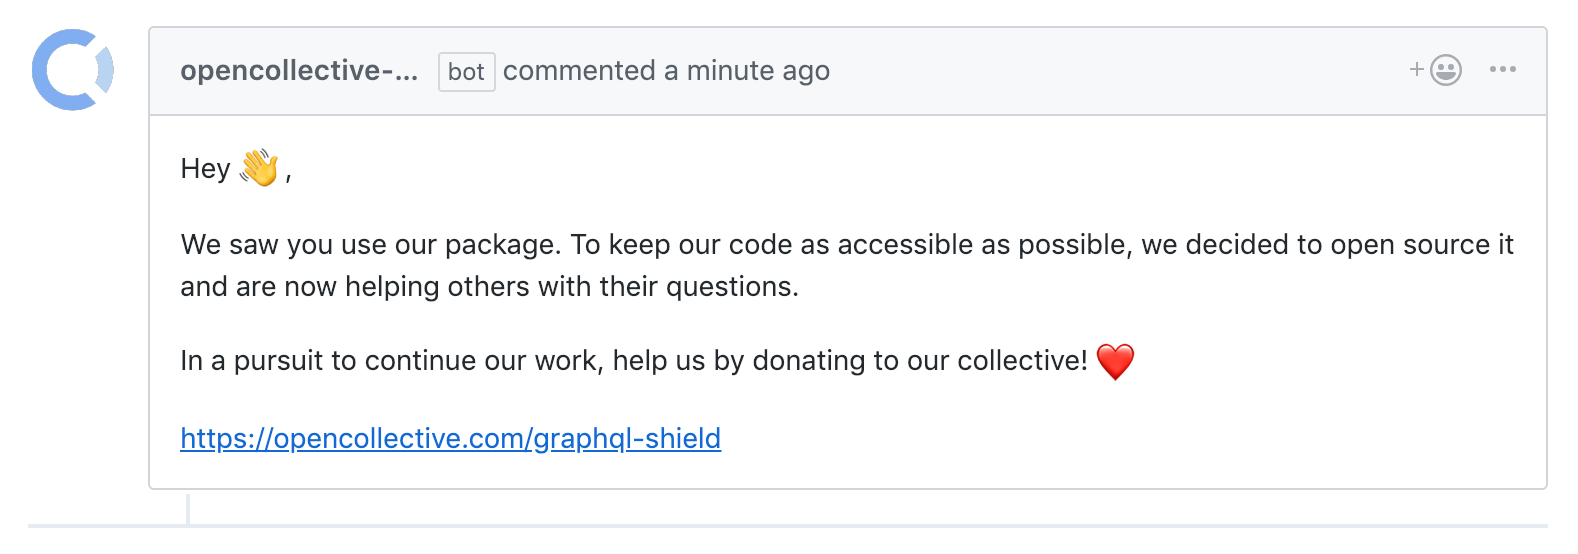 opencollective-... bot commented a minute ago
Hey 👋 ,
We saw you use our package. To keep our code as accessible as possible, we decided to open source it
and are now helping others with their questions.
In a pursuit to continue our work, help us by donating to our collective! ❤️
https://opencollective.com/graphql-shield